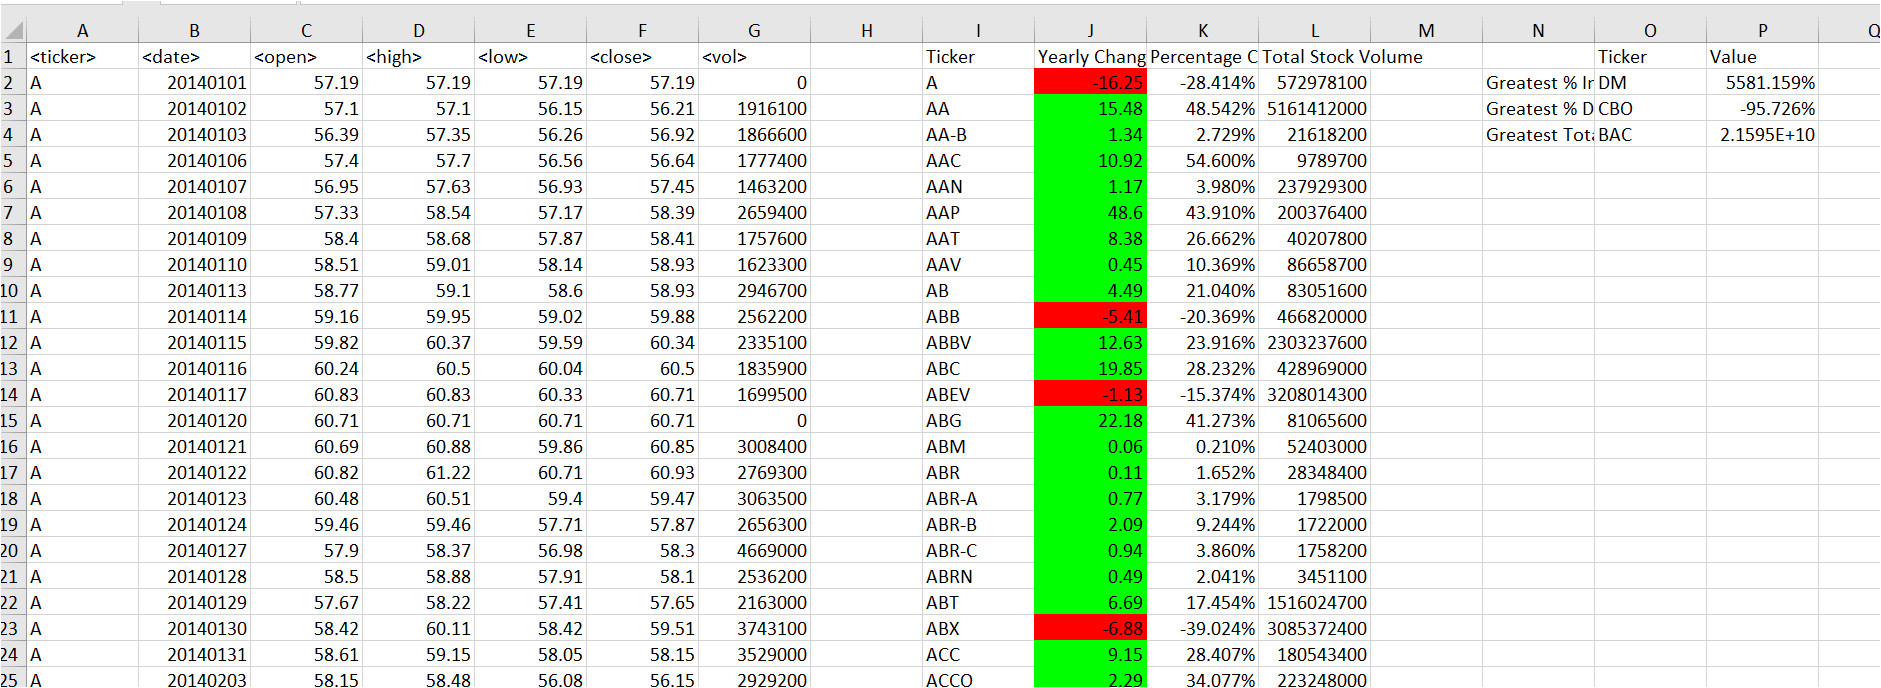 A B C D E F G H I J K L M N O P Q
1 <ticker> <date> <open> <high> <low> <close> <vol> Ticker Yearly Chang Percentage C Total Stock Volume Ticker Value
2 A 20140101 57.19 57.19 57.19 57.19 0 A -16.25 -28.414% 572978100 Greatest % Ir DM 5581.159%
3 A 20140102 57.1 57.1 56.15 56.21 1916100 AA 15.48 48.542% 5161412000 Greatest % D CBO -95.726%
4 A 20140103 56.39 57.35 56.26 56.92 1866600 AA-B 1.34 2.729% 21618200 Greatest Tota BAC 2.1595E+10
5 A 20140106 57.4 57.7 56.56 56.64 1777400 AAC 10.92 54.600% 9789700
6 A 20140107 56.95 57.63 56.93 57.45 1463200 AAN 1.17 3.980% 237929300
7 A 20140108 57.33 58.54 57.17 58.39 2659400 AAP 48.6 43.910% 200376400
8 A 20140109 58.4 58.68 57.87 58.41 1757600 AAT 8.38 26.662% 40207800
9 A 20140110 58.51 59.01 58.14 58.93 1623300 AAV 0.45 10.369% 86658700
10 A 20140113 58.77 59.1 58.6 58.93 2946700 AB 4.49 21.040% 83051600
11 A 20140114 59.16 59.95 59.02 59.88 2562200 ABB -5.41 -20.369% 466820000
12 A 20140115 59.82 60.37 59.59 60.34 2335100 ABBV 12.63 23.916% 2303237600
13 A 20140116 60.24 60.5 60.04 60.5 1835900 ABC 19.85 28.232% 428969000
14 A 20140117 60.83 60.83 60.33 60.71 1699500 ABEV -1.13 -15.374% 3208014300
15 A 20140120 60.71 60.71 60.71 60.71 0 ABG 22.18 41.273% 81065600
16 A 20140121 60.69 60.88 59.86 60.85 3008400 ABM 0.06 0.210% 52403000
17 A 20140122 60.82 61.22 60.71 60.93 2769300 ABR 0.11 1.652% 28348400
18 A 20140123 60.48 60.51 59.4 59.47 3063500 ABR-A 0.77 3.179% 1798500
19 A 20140124 59.46 59.46 57.71 57.87 2656300 ABR-B 2.09 9.244% 1722000
20 A 20140127 57.9 58.37 56.98 58.3 4669000 ABR-C 0.94 3.860% 1758200
21 A 20140128 58.5 58.88 57.91 58.1 2536200 ABRN 0.49 2.041% 3451100
22 A 20140129 57.67 58.22 57.41 57.65 2163000 ABT 6.69 17.454% 1516024700
23 A 20140130 58.42 60.11 58.42 59.51 3743100 ABX -6.88 -39.024% 3085372400
24 A 20140131 58.61 59.15 58.05 58.15 3529000 ACC 9.15 28.407% 180543400
25 A 20140203 58.15 58.48 56.08 56.15 2929200 ACCO 2.29 34.077% 223248000